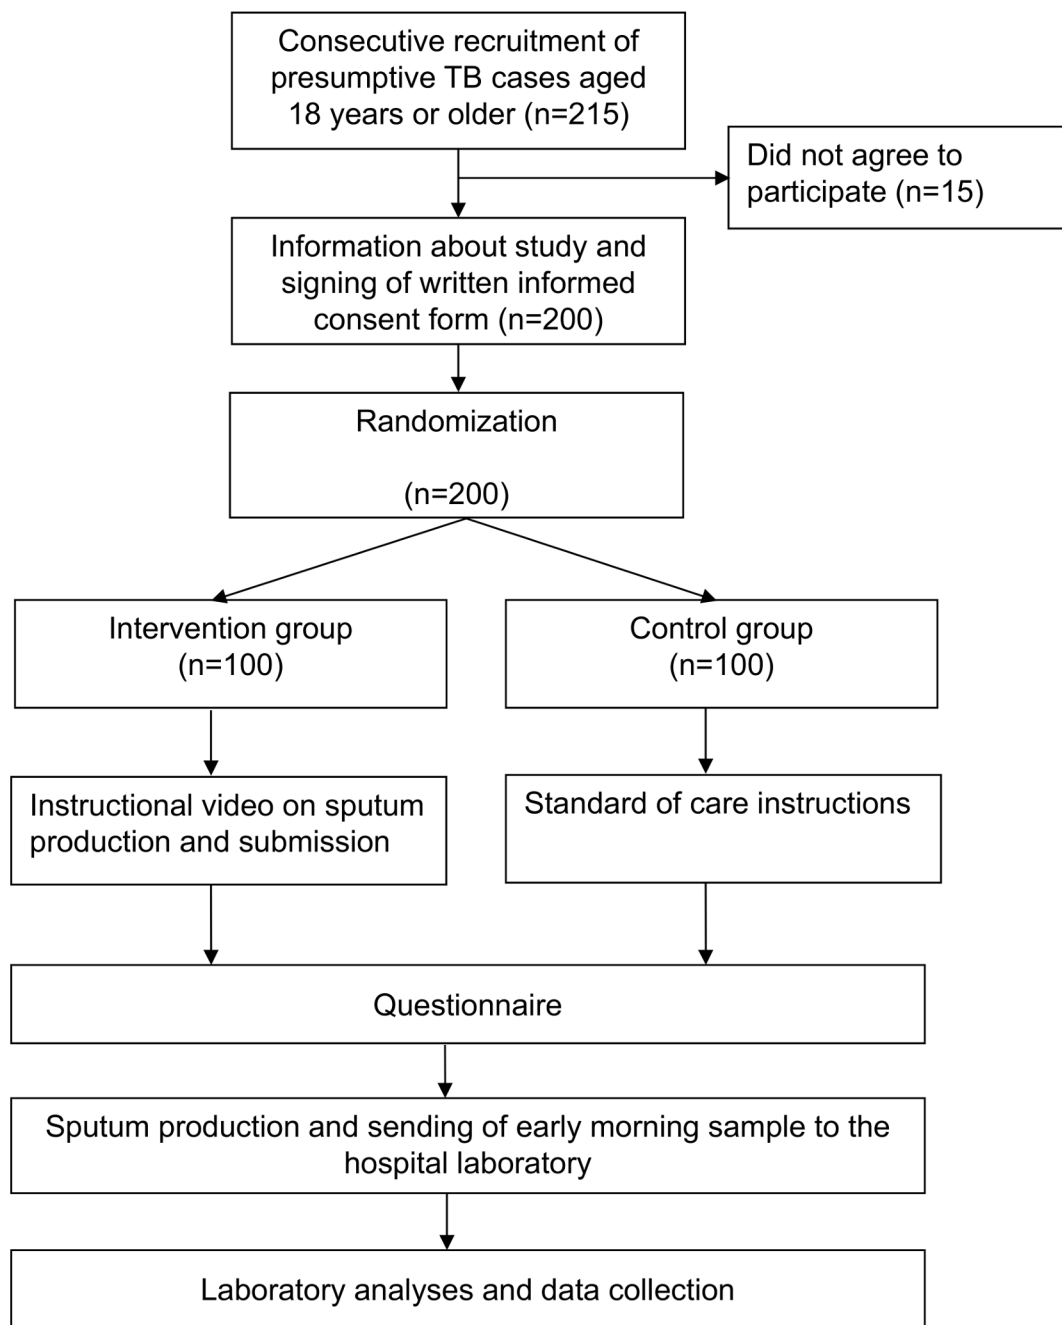 Consecutive recruitment of
presumptive TB cases aged
18 years or older (n=215)
Did not agree to
participate (n=15)
Information about study and
signing of written informed
consent form (n=200)
Randomization
(n=200)
Intervention group
(n=100)
Control group
(n=100)
Instructional video on sputum
production and submission
Standard of care instructions
Questionnaire
Sputum production and sending of early morning sample to the
hospital laboratory
Laboratory analyses and data collection